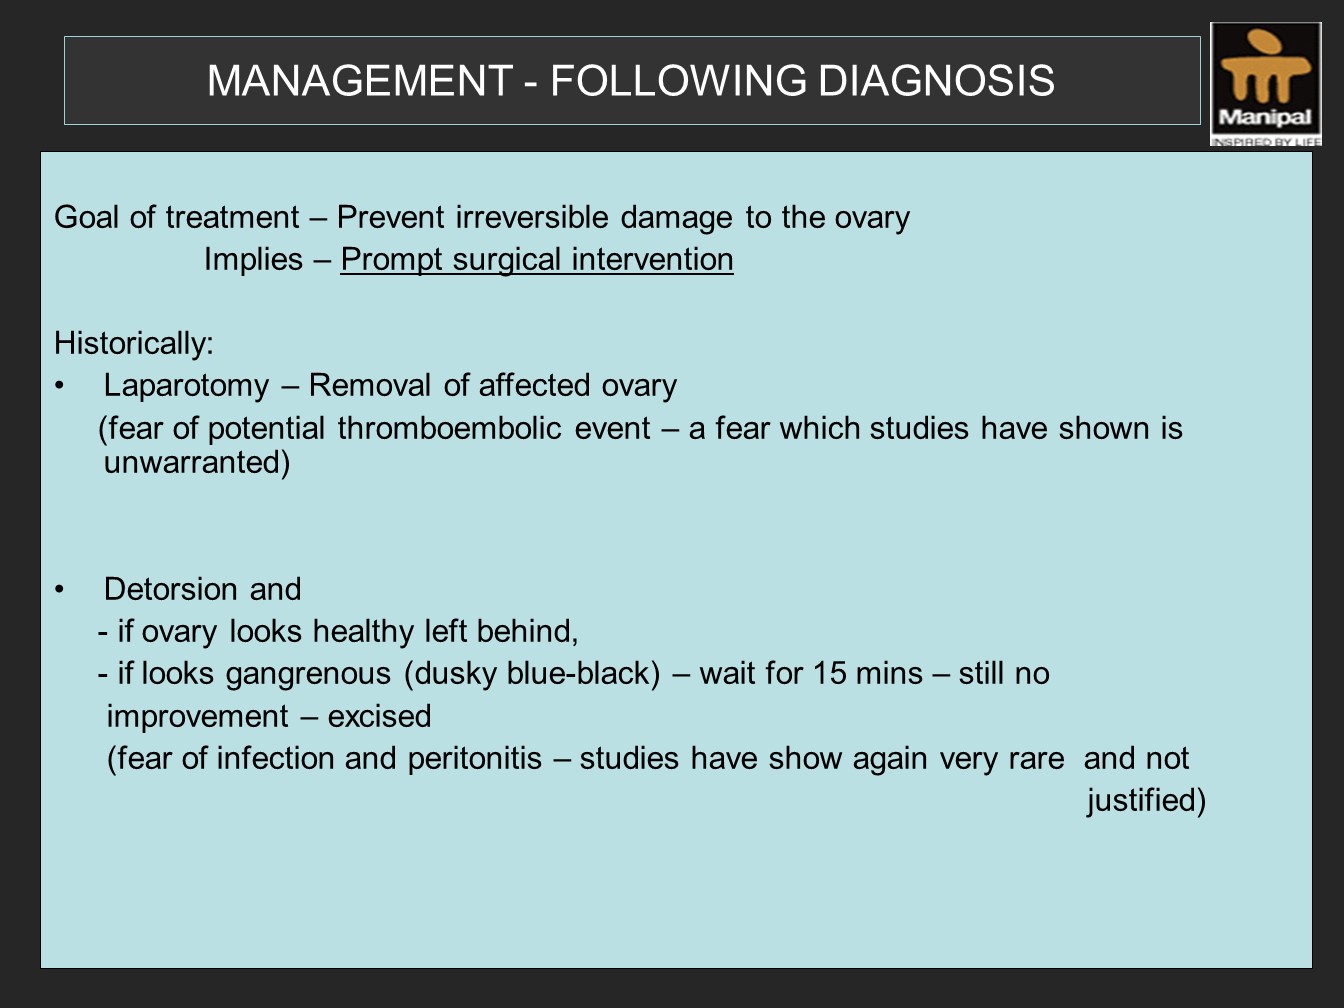 MANAGEMENT - FOLLOWING DIAGNOSIS
Manipal
INSPIRED BY LIFE
Goal of treatment – Prevent irreversible damage to the ovary
Implies – Prompt surgical intervention
Historically:
• Laparotomy – Removal of affected ovary
(fear of potential thromboembolic event – a fear which studies have shown is
unwarranted)
• Detorsion and
- if ovary looks healthy left behind,
- if looks gangrenous (dusky blue-black) – wait for 15 mins – still no
improvement – excised
(fear of infection and peritonitis – studies have show again very rare and not
justified)